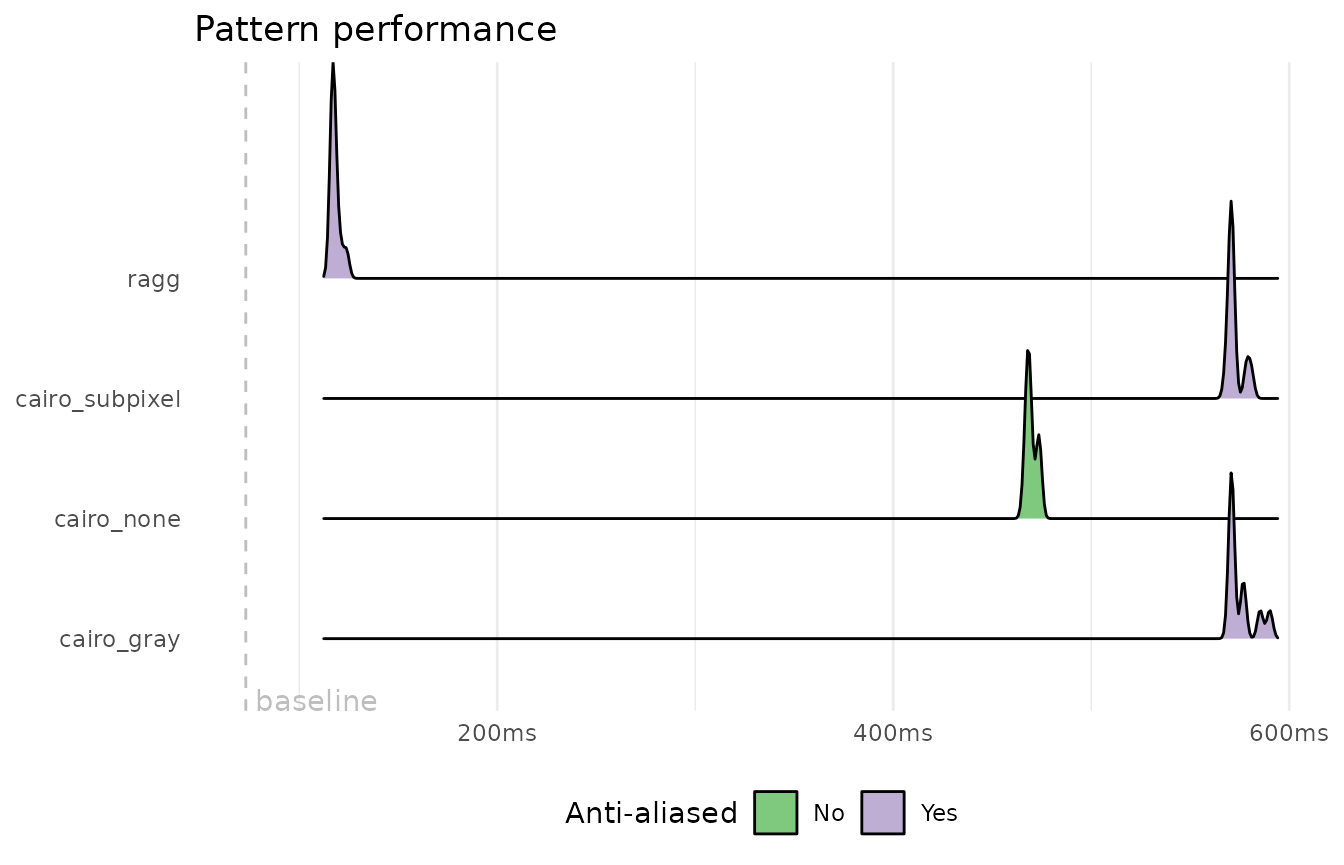 Pattern performance
ragg
cairo_subpixel
cairo_none
cairo_gray
baseline
200ms 400ms 600ms
Anti-aliased No Yes